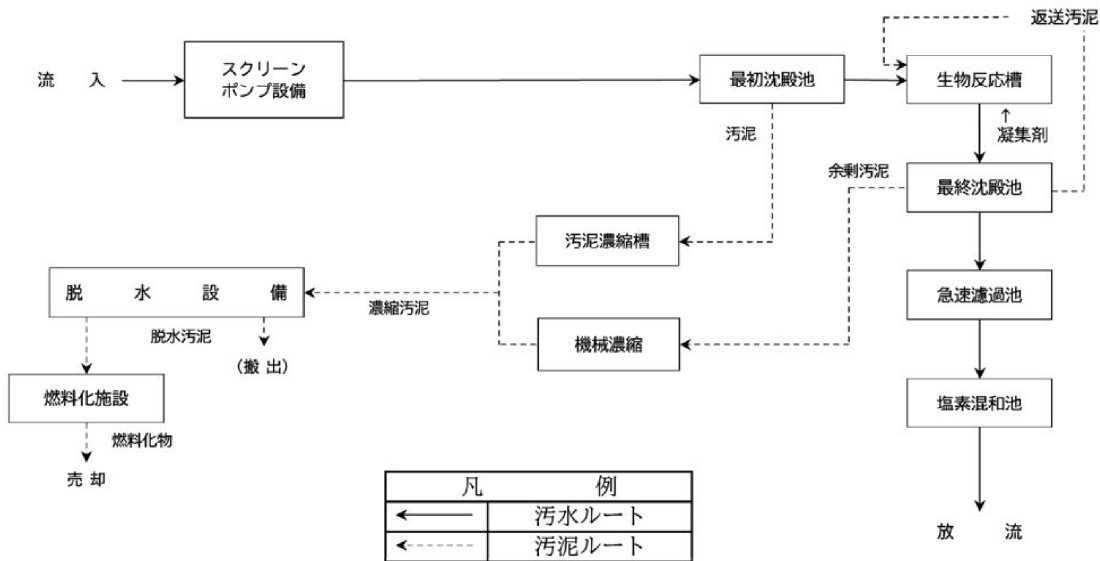 返送汚泥
流　入
スクリーン
ポンプ設備
最初沈殿池
生物反応槽
↑
凝集剤
汚泥
余剰汚泥
最終沈殿池
汚泥濃縮槽
脱　水　設　備
濃縮汚泥
急速濾過池
脱水汚泥
機械濃縮
(搬 出)
燃料化施設
塩素混和池
燃料化物
売 却
凡　例
汚水ルート
汚泥ルート
放　流